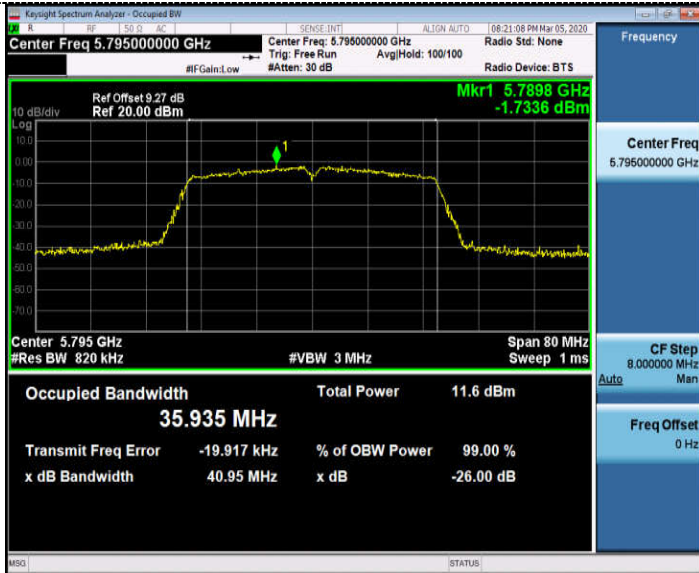 Keysight Spectrum Analyzer - Occupied BW
R RF 50 Ω AC SENSE:INT ALIGN AUTO 08:21:08 PM Mar 05, 2020
Center Freq 5.795000000 GHz
Center Freq: 5.795000000 GHz
Radio Std: None
Trig: Free Run Avg|Hold: 100/100
#IFGain:Low #Atten: 30 dB
Radio Device: BTS
Frequency
Ref Offset 9.27 dB
10 dB/div Ref 20.00 dBm
Mkr1 5.7898 GHz
-1.7336 dBm
Log
10.0
0.00
-10.0
-20.0
-30.0
-40.0
-50.0
-60.0
-70.0
1
Center 5.795 GHz
Span 80 MHz
#Res BW 820 kHz #VBW 3 MHz Sweep 1 ms
Occupied Bandwidth
35.935 MHz
Total Power 11.6 dBm
Transmit Freq Error -19.917 kHz % of OBW Power 99.00 %
x dB Bandwidth 40.95 MHz x dB -26.00 dB
Center Freq
5.795000000 GHz
CF Step
8.000000 MHz
Auto Man
Freq Offset
0 Hz
MSG STATUS